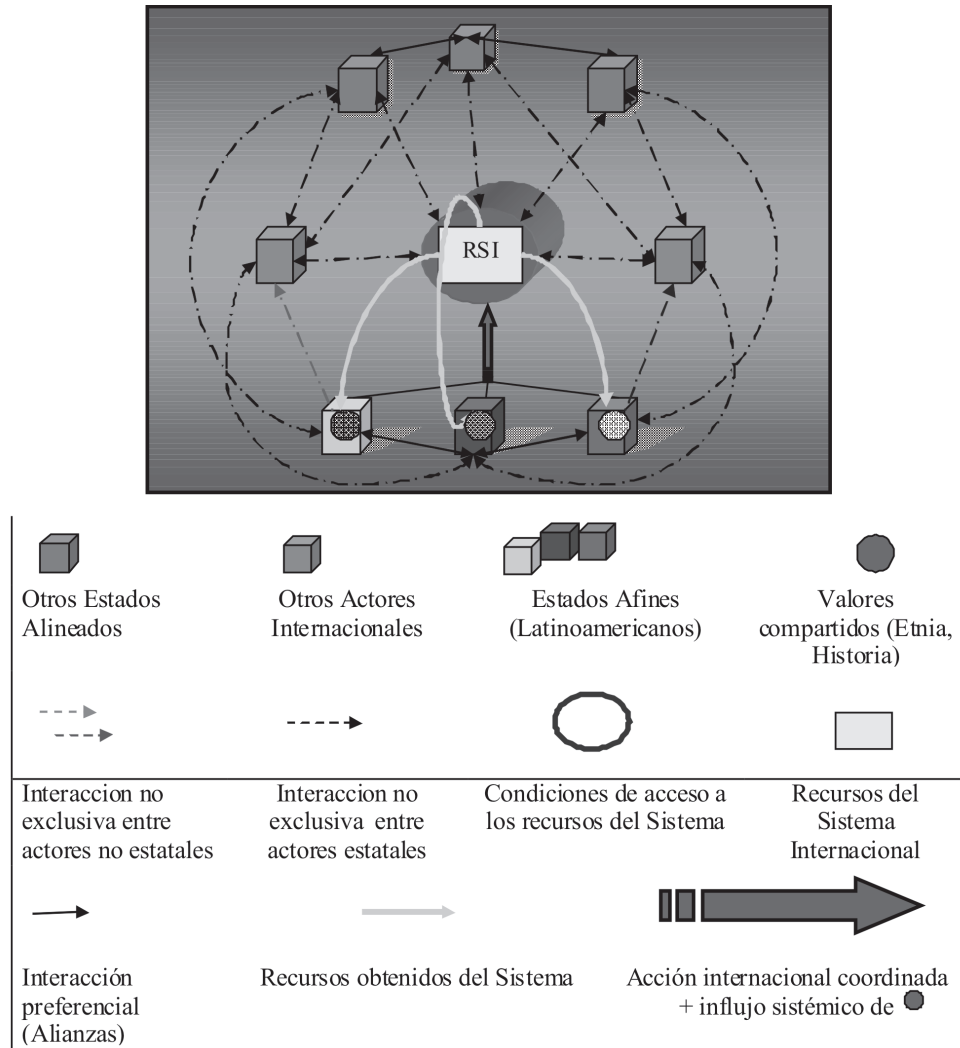 RSI
Otros Estados
Alineados
Otros Actores
Internacionales
Estados Afines
(Latinoamericanos)
Valores
compartidos (Etnia,
Historia)
Interaccion no
exclusiva entre
actores no estatales
Interaccion no
exclusiva entre
actores estatales
Condiciones de acceso a
los recursos del Sistema
Recursos del
Sistema
Internacional
Interacción
preferencial
(Alianzas)
Recursos obtenidos del Sistema
Acción internacional coordinada
+ influjo sistémico de